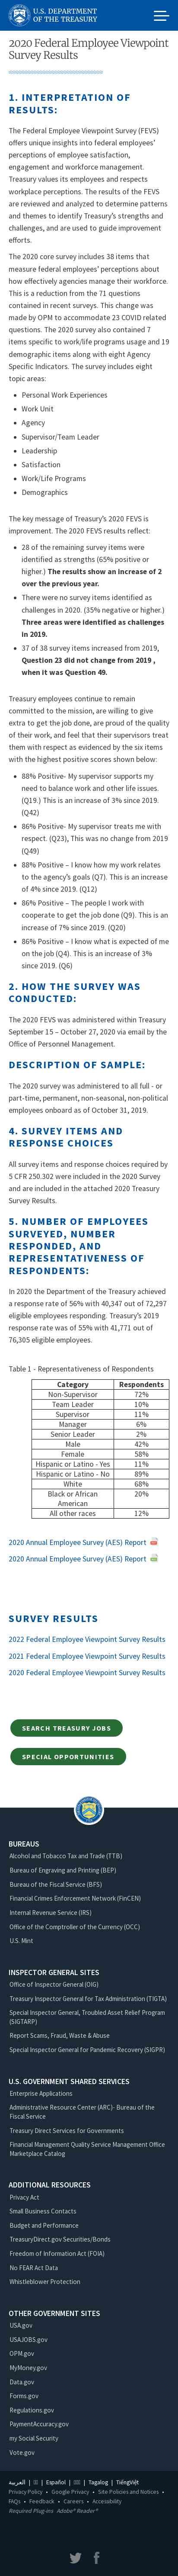 U.S. DEPARTMENT
OF THE TREASURY
2020 Federal Employee Viewpoint
Survey Results
1. INTERPRETATION OF
RESULTS:
The Federal Employee Viewpoint Survey (FEVS)
offers unique insights into federal employees'
perceptions of employee satisfaction,
engagement and workforce management.
Treasury values its employees and respects
workplace perceptions. The results of the FEVS
are reviewed and analyzed to determine patterns
that help to identify Treasury's strengths and
challenges, and are used to guide improvement
efforts.
The 2020 core survey includes 38 items that
measure federal employees' perceptions about
how effectively agencies manage their workforce.
This is a reduction from the 71 questions
contained in prior surveys. This change was
made by OPM to accommodate 23 COVID related
questions. The 2020 survey also contained 7
items specific to work/life programs usage and 19
demographic items along with eight Agency
Specific Indicators. The survey includes eight
topic areas:
• Personal Work Experiences
• Work Unit
• Agency
• Supervisor/Team Leader
• Leadership
• Satisfaction
• Work/Life Programs
• Demographics
The key message of Treasury's 2020 FEVS is
improvement. The 2020 FEVS results reflect:
• 28 of the remaining survey items were
identified as strengths (65% positive or
higher.) The results show an increase of 2
over the previous year.
• There were no survey items identified as
challenges in 2020. (35% negative or higher.)
Three areas were identified as challenges
in 2019.
• 37 of 38 survey items increased from 2019,
Question 23 did not change from 2019 ,
when it was Question 49.
Treasury employees continue to remain
committed to the mission, are willing to give
extra effort to get the job done, are proud of the
quality of their work, like the work that they
do, and feel that their supervisors treat
them with respect as evidenced by the items
with the highest positive scores shown below:
• 88% Positive- My supervisor supports my
need to balance work and other life issues.
(Q19.) This is an increase of 3% since 2019.
(Q42)
• 86% Positive- My supervisor treats me with
respect. (Q23), This was no change from 2019
(Q49)
• 88% Positive – I know how my work relates
to the agency's goals (Q7). This is an increase
of 4% since 2019. (Q12)
• 86% Positive – The people I work with
cooperate to get the job done (Q9). This is an
increase of 7% since 2019. (Q20)
• 86% Positive – I know what is expected of me
on the job (Q4). This is an increase of 3%
since 2019. (Q6)
2. HOW THE SURVEY WAS
CONDUCTED:
The 2020 FEVS was administered within Treasury
September 15 – October 27, 2020 via email by the
Office of Personnel Management.
DESCRIPTION OF SAMPLE:
The 2020 survey administered to all full - or
part-time, permanent, non-seasonal, non-political
employees onboard as of October 31, 2019.
4. SURVEY ITEMS AND
RESPONSE CHOICES
All survey items and response choices required by
5 CFR 250.302 were included in the 2020 Survey
and are included in the attached 2020 Treasury
Survey Results.
5. NUMBER OF EMPLOYEES
SURVEYED, NUMBER
RESPONDED, AND
REPRESENTATIVENESS OF
RESPONDENTS:
In 2020 the Department of the Treasury achieved
a response rate of 56% with 40,347 out of 72,297
eligible employees responding. Treasury's 2019
response rate was of 55% with 41,771 out of
76,305 eligible employees.
Table 1 - Representativeness of Respondents
Category Respondents
Non-Supervisor 72%
Team Leader 10%
Supervisor 11%
Manager 6%
Senior Leader 2%
Male 42%
Female 58%
Hispanic or Latino - Yes 11%
Hispanic or Latino - No 89%
White 68%
Black or African 20%
American
All other races 12%
2020 Annual Employee Survey (AES) Report
2020 Annual Employee Survey (AES) Report
SURVEY RESULTS
2022 Federal Employee Viewpoint Survey Results
2021 Federal Employee Viewpoint Survey Results
2020 Federal Employee Viewpoint Survey Results
SEARCH TREASURY JOBS
SPECIAL OPPORTUNITIES
BUREAUS
Alcohol and Tobacco Tax and Trade (TTB)
Bureau of Engraving and Printing (BEP)
Bureau of the Fiscal Service (BFS)
Financial Crimes Enforcement Network (FinCEN)
Internal Revenue Service (IRS)
Office of the Comptroller of the Currency (OCC)
U.S. Mint
INSPECTOR GENERAL SITES
Office of Inspector General (OIG)
Treasury Inspector General for Tax Administration (TIGTA)
Special Inspector General, Troubled Asset Relief Program
(SIGTARP)
Report Scams, Fraud, Waste & Abuse
Special Inspector General for Pandemic Recovery (SIGPR)
U.S. GOVERNMENT SHARED SERVICES
Enterprise Applications
Administrative Resource Center (ARC)- Bureau of the
Fiscal Service
Treasury Direct Services for Governments
Financial Management Quality Service Management Office
Marketplace Catalog
ADDITIONAL RESOURCES
Privacy Act
Small Business Contacts
Budget and Performance
TreasuryDirect.gov Securities/Bonds
Freedom of Information Act (FOIA)
No FEAR Act Data
Whistleblower Protection
OTHER GOVERNMENT SITES
USA.gov
USAJOBS.gov
OPM.gov
MyMoney.gov
Data.gov
Forms.gov
Regulations.gov
PaymentAccuracy.gov
my Social Security
Vote.gov
العربية | | Español | | Tagalog | TiếngViệt
Privacy Policy • Google Privacy • Site Policies and Notices •
FAQs • Feedback • Careers • Accessibility
Required Plug-ins Adobe® Reader®